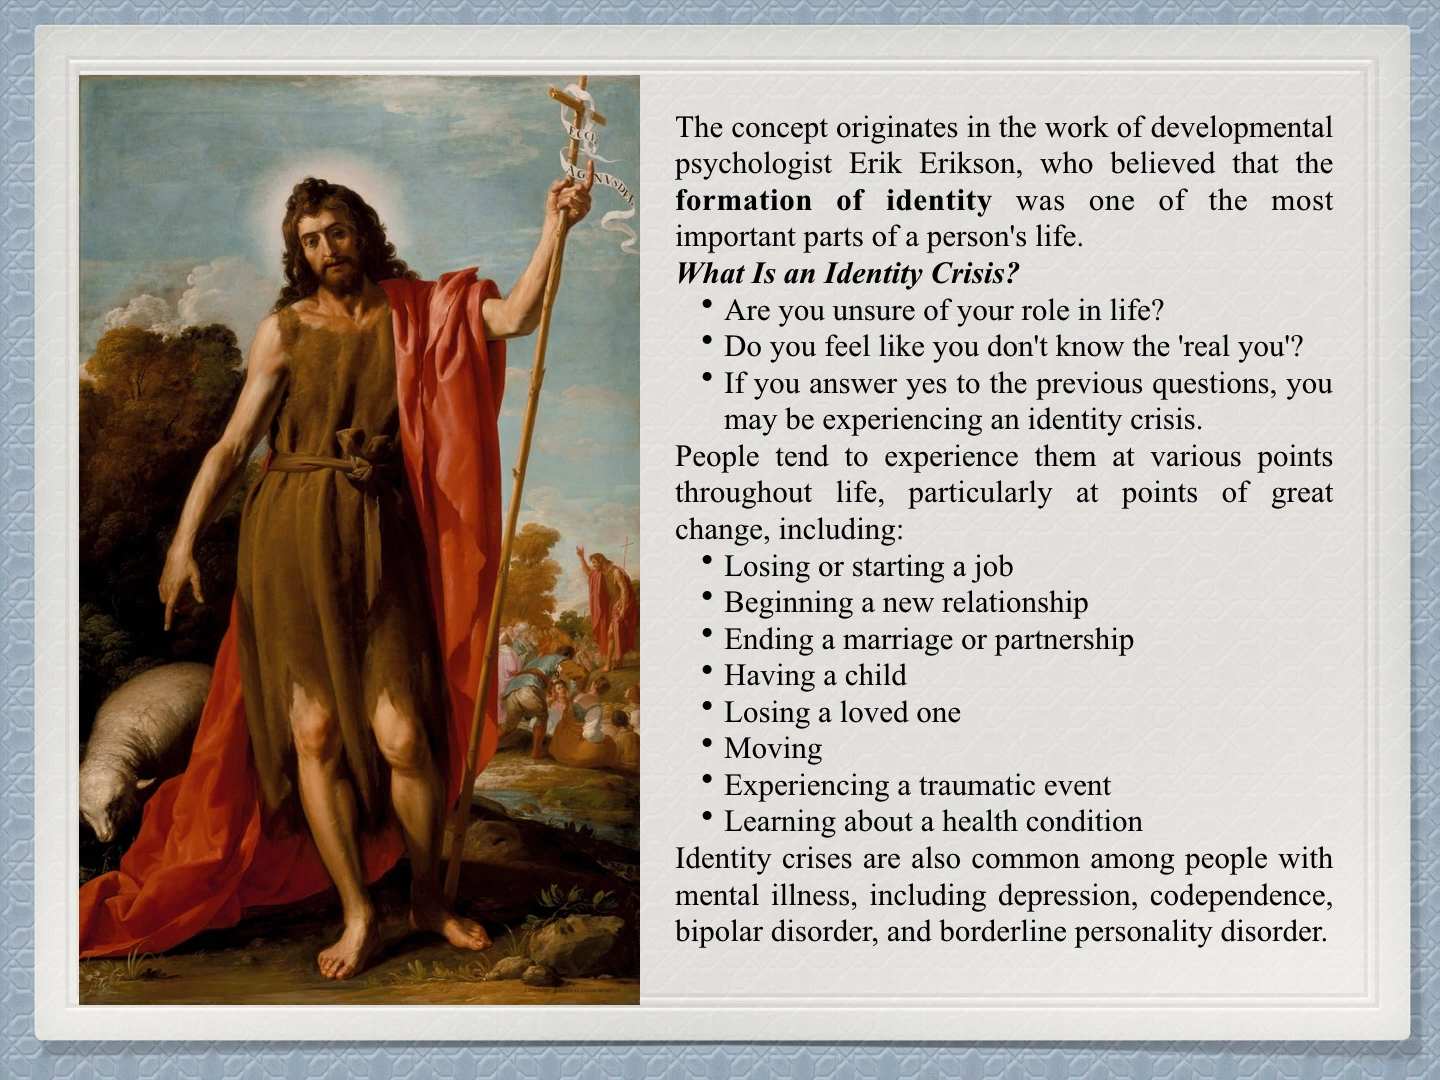 ECCE
AGNVS DEI
The concept originates in the work of developmental
psychologist Erik Erikson, who believed that the
formation of identity was one of the most
important parts of a person's life.
What Is an Identity Crisis?
• Are you unsure of your role in life?
• Do you feel like you don't know the 'real you'?
• If you answer yes to the previous questions, you
may be experiencing an identity crisis.
People tend to experience them at various points
throughout life, particularly at points of great
change, including:
• Losing or starting a job
• Beginning a new relationship
• Ending a marriage or partnership
• Having a child
• Losing a loved one
• Moving
• Experiencing a traumatic event
• Learning about a health condition
Identity crises are also common among people with
mental illness, including depression, codependence,
bipolar disorder, and borderline personality disorder.